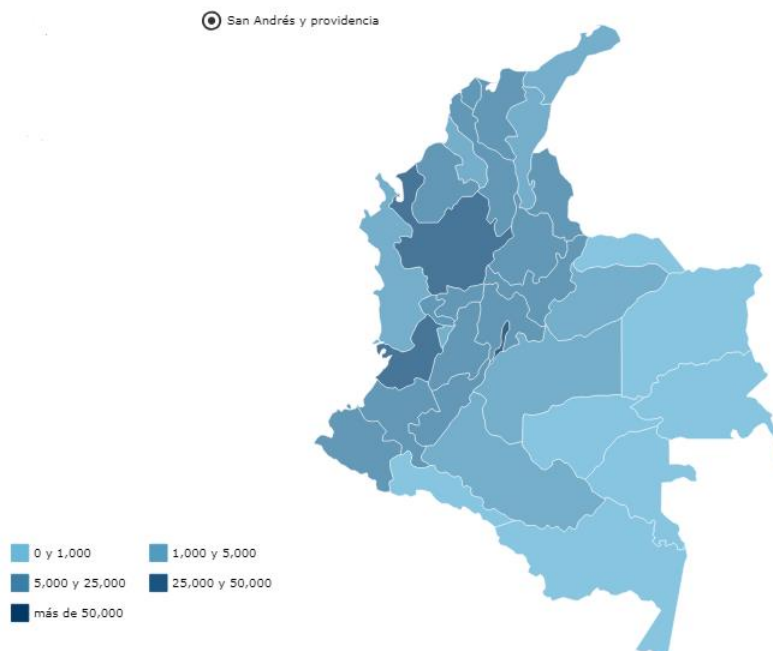 San Andrés y providencia
0 y 1,000
1,000 y 5,000
5,000 y 25,000
25,000 y 50,000
más de 50,000